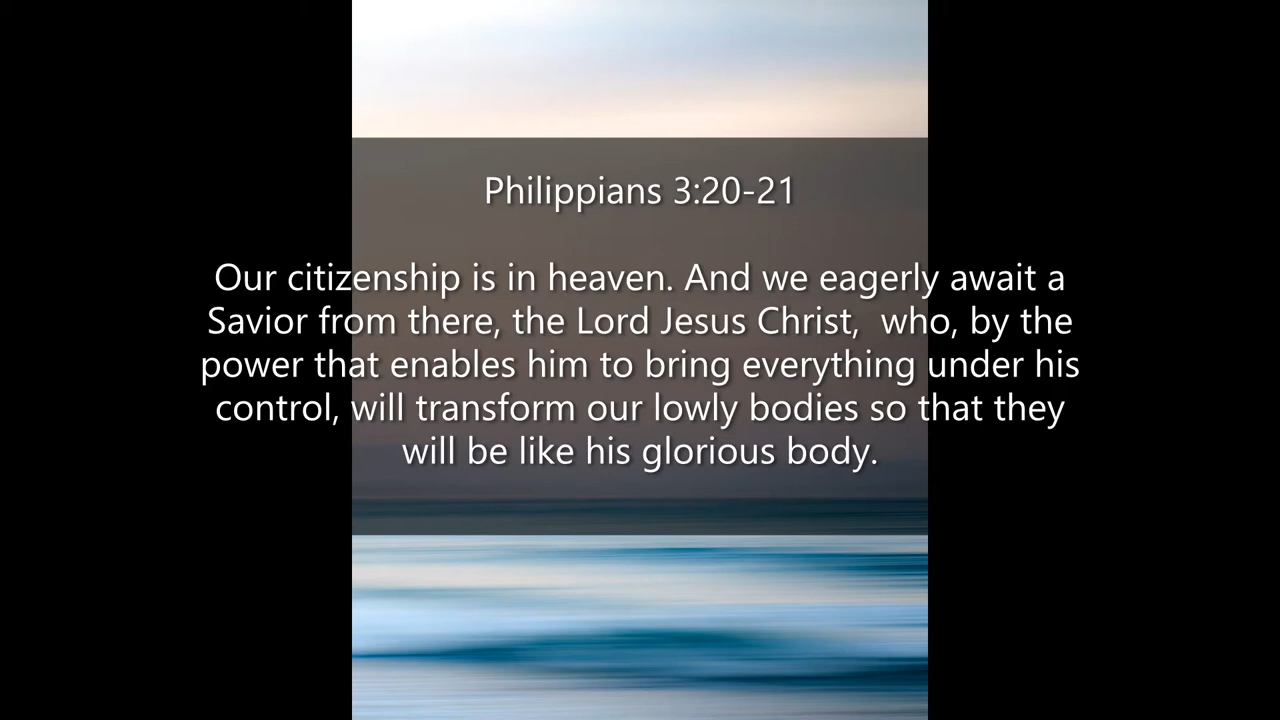 Philippians 3:20-21
Our citizenship is in heaven. And we eagerly await a
Savior from there, the Lord Jesus Christ,  who, by the
power that enables him to bring everything under his
control, will transform our lowly bodies so that they
will be like his glorious body.